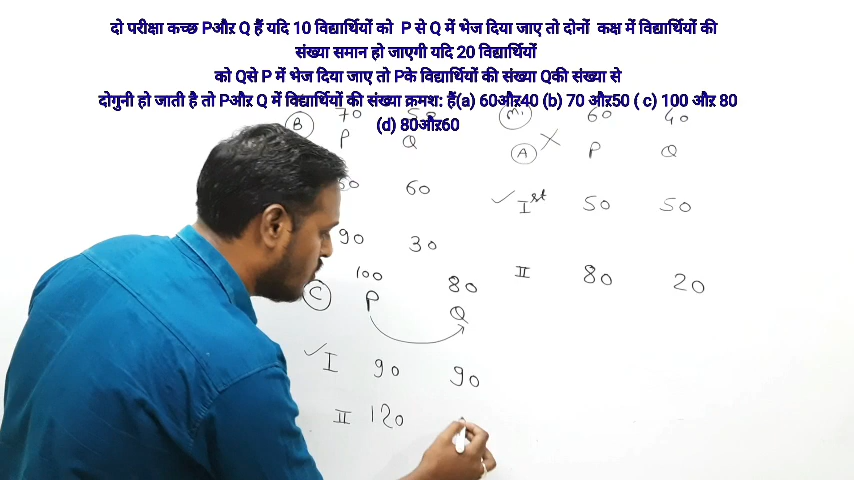 दो परीक्षा कच्छ Pऔर Q हैं यदि 10 विद्यार्थियों को P से Q में भेज दिया जाए तो दोनों कक्ष में विद्यार्थियों की
संख्या समान हो जाएगी यदि 20 विद्यार्थियों
को Qसे P में भेज दिया जाए तो Pके विद्यार्थियों की संख्या Qकी संख्या से
दोगुनी हो जाती है तो Pऔर Q में विद्यार्थियों की संख्या क्रमश: हैं(a) 60और40 (b) 70 और50 ( c) 100 और 80
(d) 80और60
B 70
P Q
60
90 30
C 100 80
P Q
I 90 90
II 120
60 40
A P Q
Ist 50 50
II 80 20